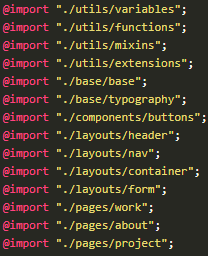 @import "./utils/variables";
@import "./utils/functions";
@import "./utils/mixins";
@import "./utils/extensions";
@import "./base/base";
@import "./base/typography";
@import "./components/buttons";
@import "./layouts/header";
@import "./layouts/nav";
@import "./layouts/container";
@import "./layouts/form";
@import "./pages/work";
@import "./pages/about";
@import "./pages/project";